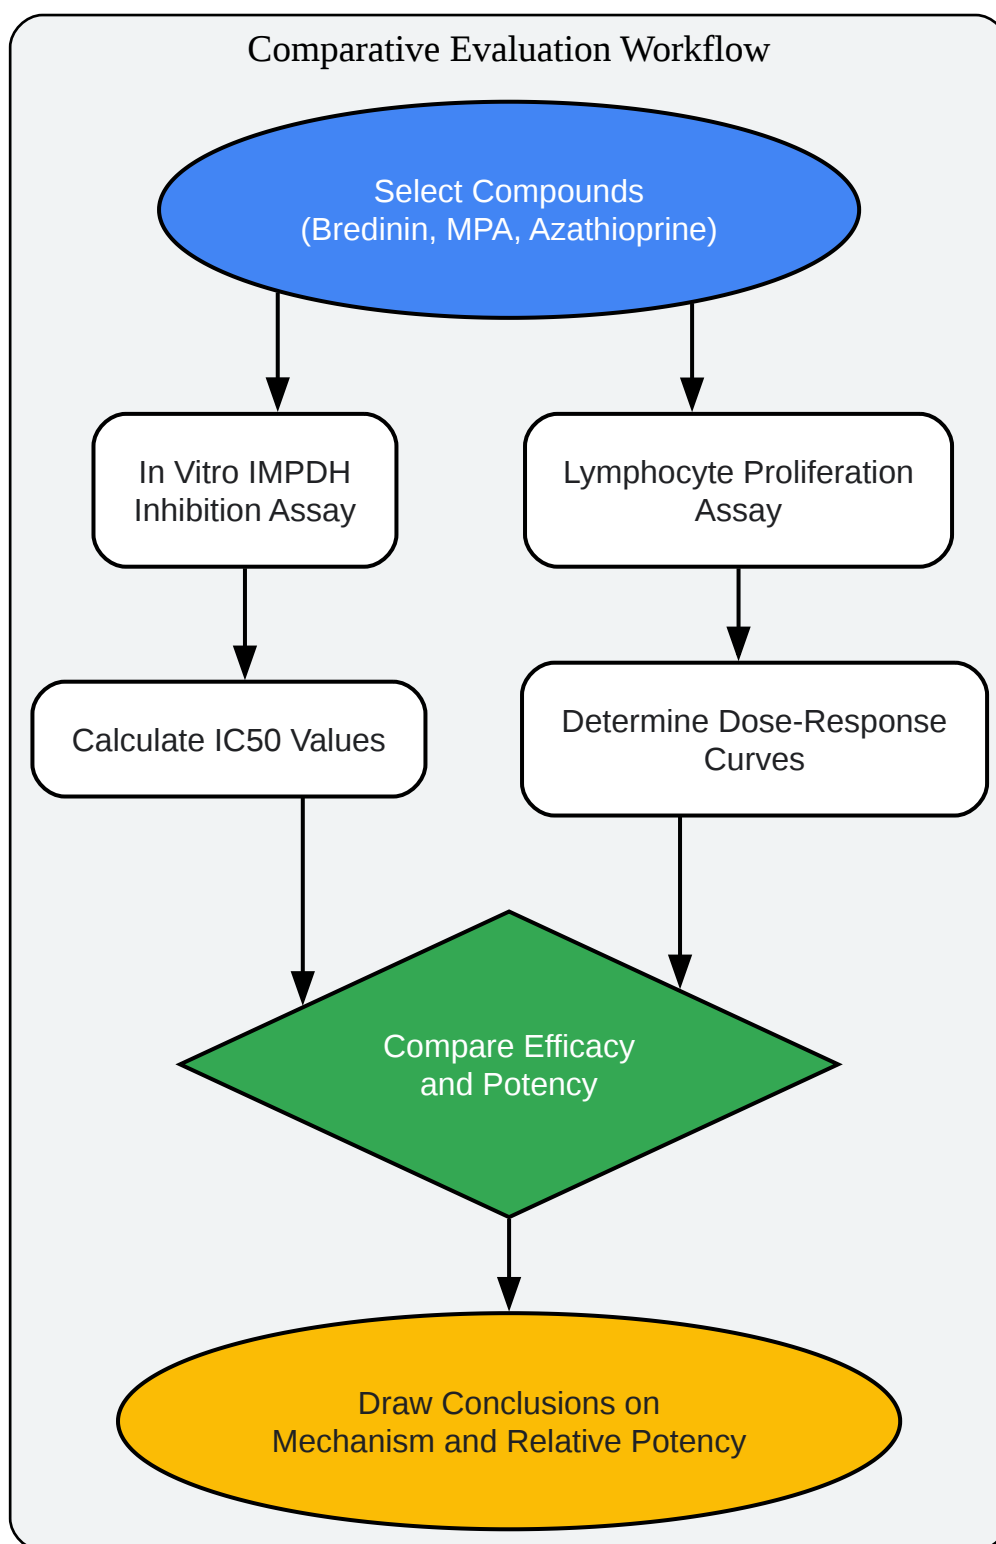 Comparative Evaluation Workflow
Select Compounds
(Bredinin, MPA, Azathioprine)
In Vitro IMPDH
Inhibition Assay
Lymphocyte Proliferation
Assay
Calculate IC50 Values
Determine Dose-Response
Curves
Compare Efficacy
and Potency
Draw Conclusions on
Mechanism and Relative Potency